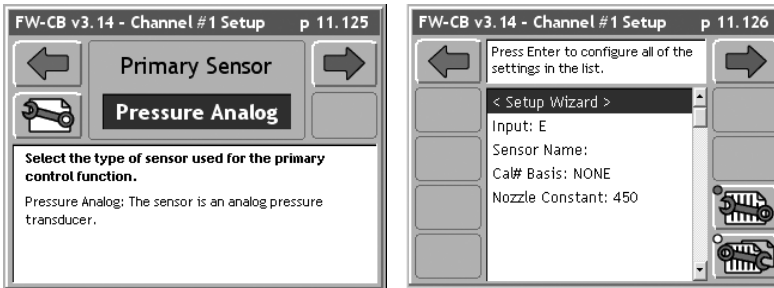 FW-CB v3.14 - Channel #1 Setup p 11.125
Primary Sensor
Pressure Analog
Select the type of sensor used for the primary
control function.
Pressure Analog: The sensor is an analog pressure
transducer.
FW-CB v3.14 - Channel #1 Setup p 11.126
Press Enter to configure all of the
settings in the list.
< Setup Wizard >
Input: E
Sensor Name:
Cal# Basis: NONE
Nozzle Constant: 450